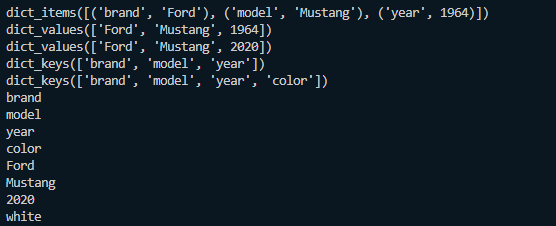 dict_items([('brand', 'Ford'), ('model', 'Mustang'), ('year', 1964)])
dict_values(['Ford', 'Mustang', 1964])
dict_values(['Ford', 'Mustang', 2020])
dict_keys(['brand', 'model', 'year'])
dict_keys(['brand', 'model', 'year', 'color'])
brand
model
year
color
Ford
Mustang
2020
white